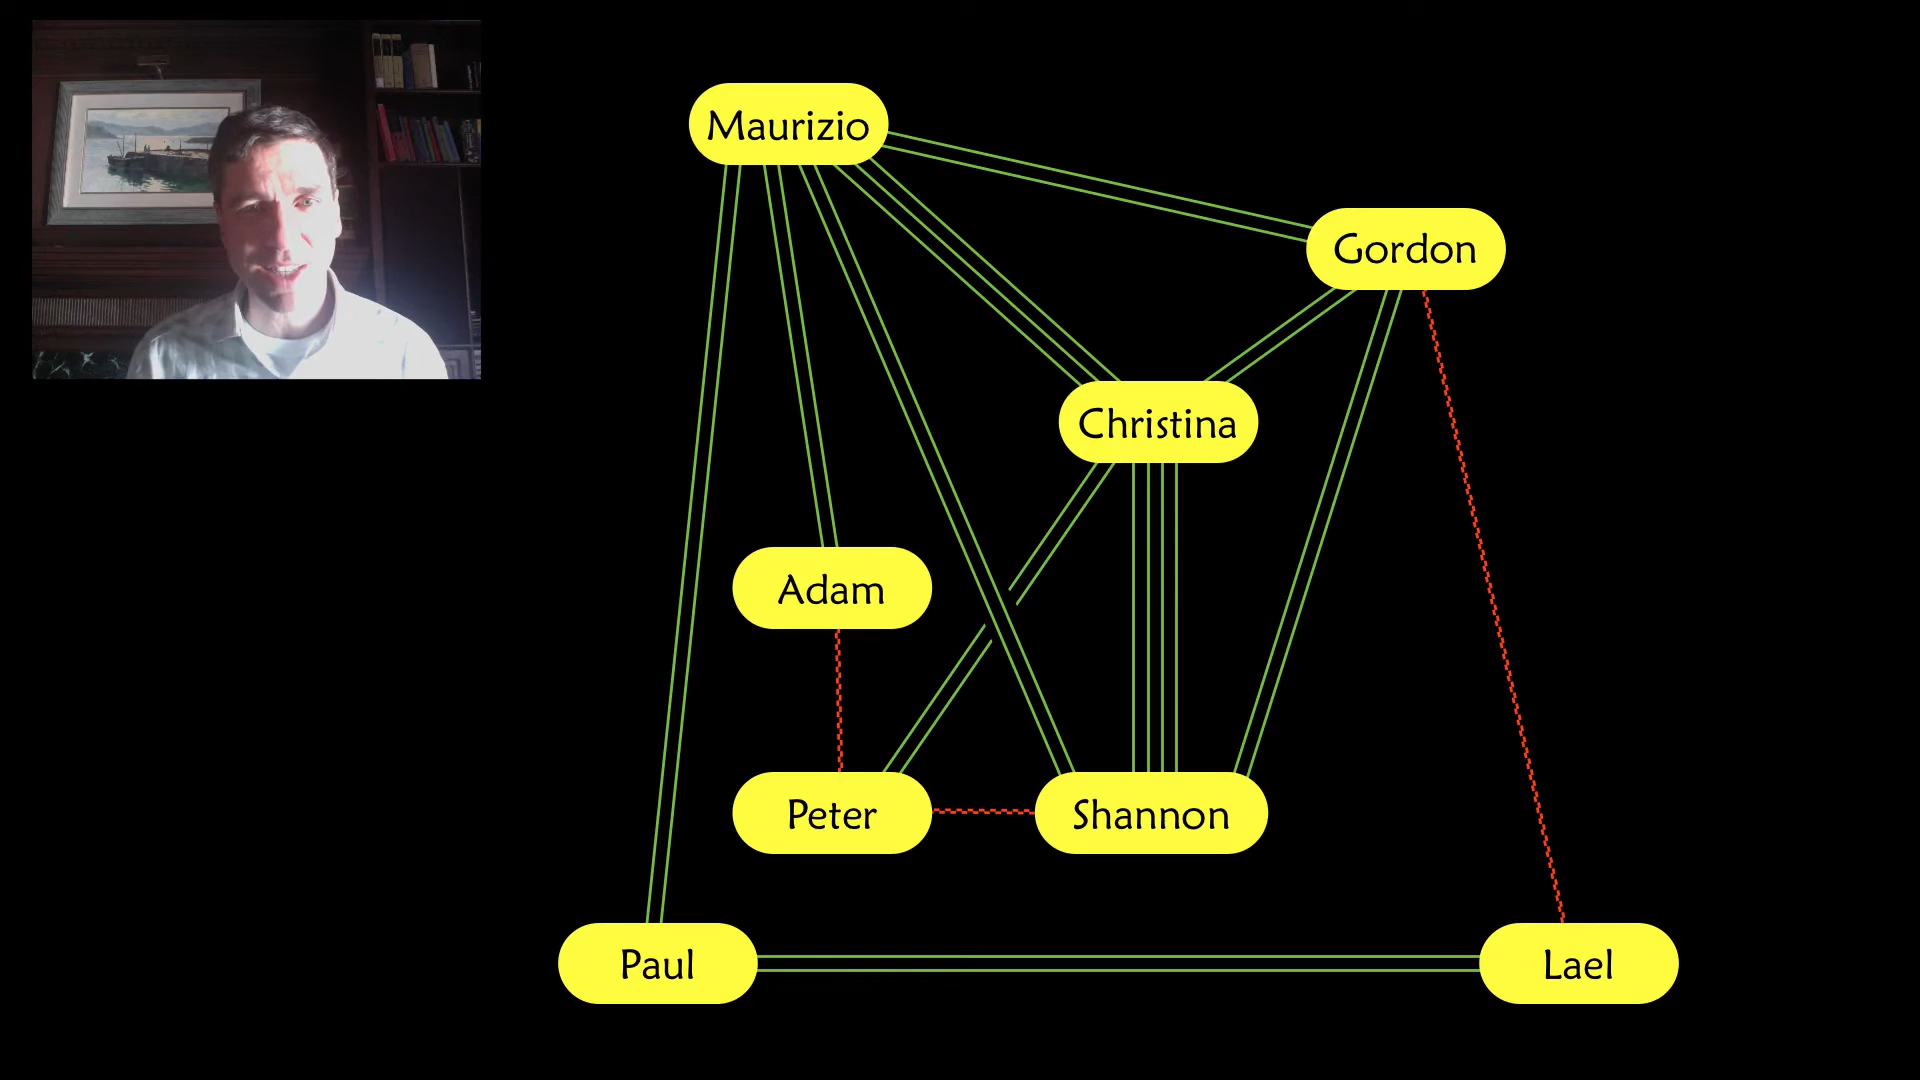 Maurizio
Gordon
Christina
Adam
Peter
Shannon
Paul
Lael